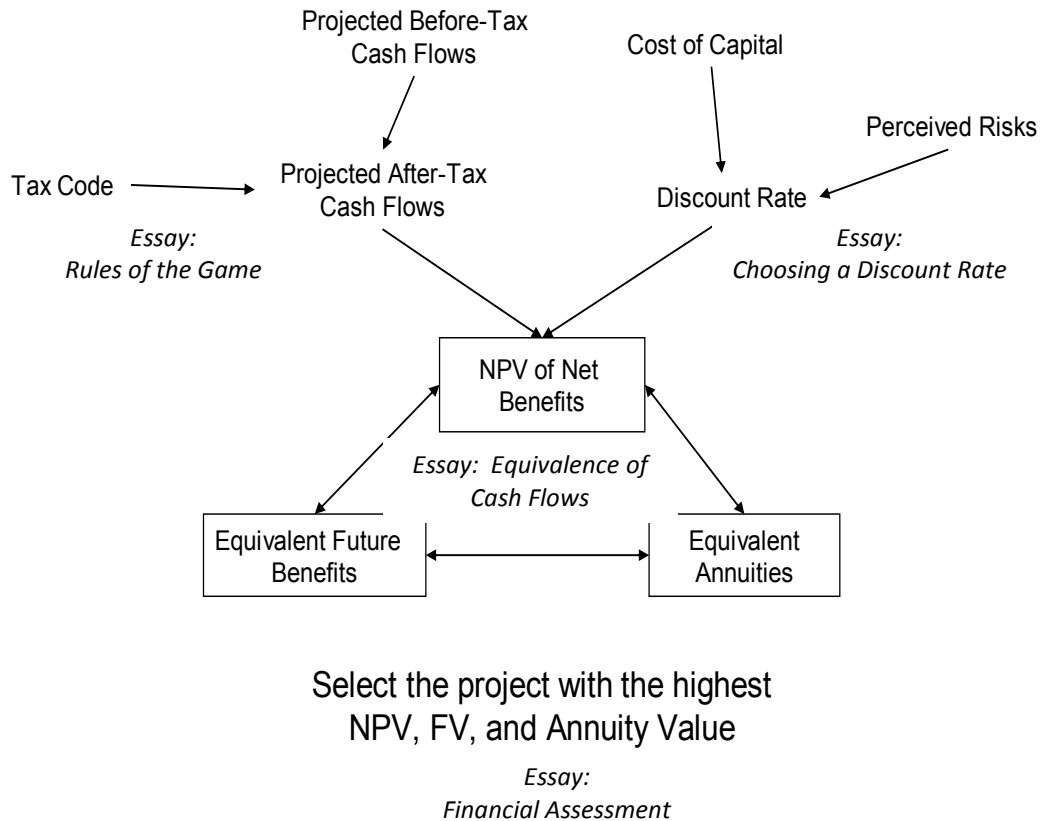 Projected Before-Tax
Cash Flows
Cost of Capital
Perceived Risks
Tax Code
Projected After-Tax
Cash Flows
Discount Rate
Essay:
Rules of the Game
Essay:
Choosing a Discount Rate
NPV of Net
Benefits
Essay:  Equivalence of
Cash Flows
Equivalent Future
Benefits
Equivalent
Annuities
Select the project with the highest
NPV, FV, and Annuity Value
Essay:
Financial Assessment